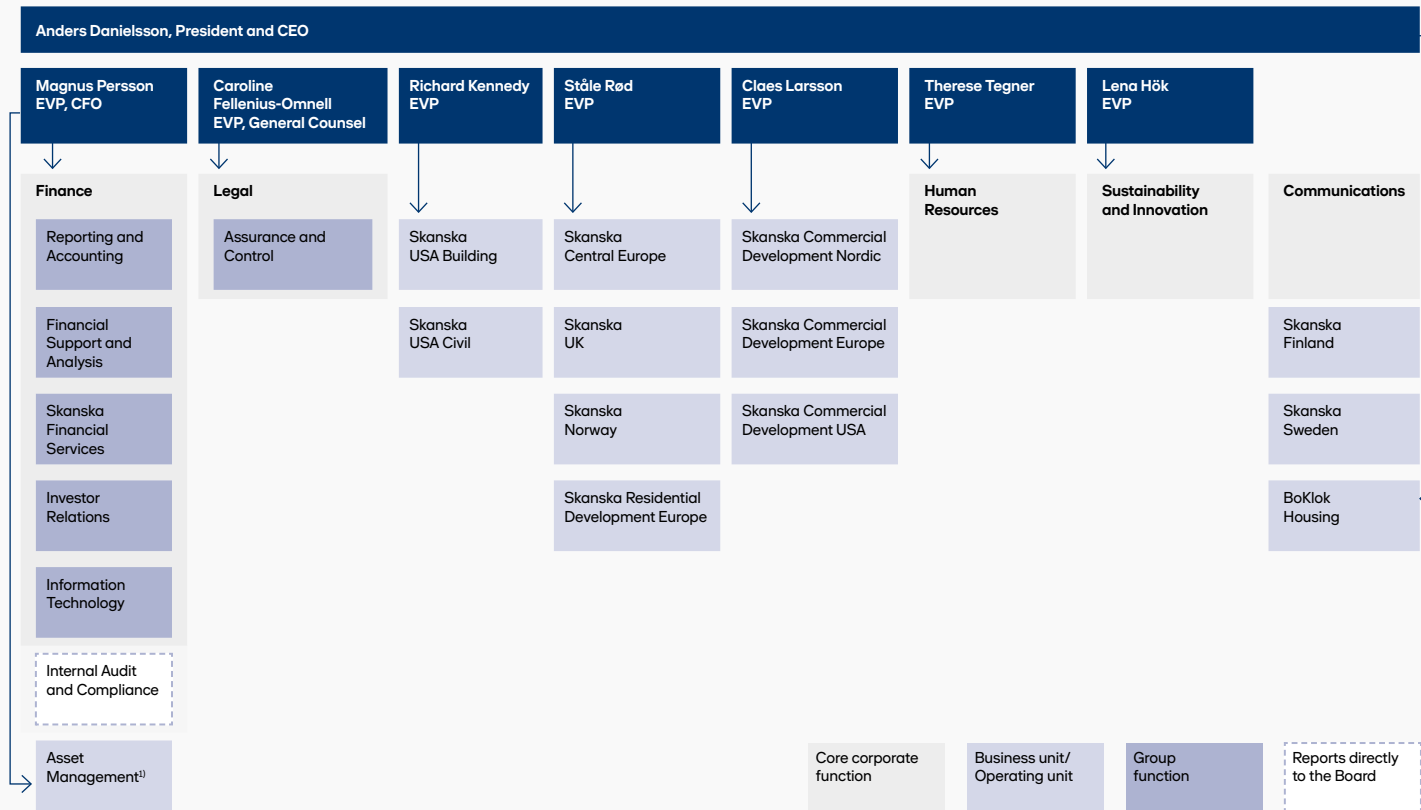 Anders Danielsson, President and CEO
Magnus Persson
EVP, CFO
Caroline
Fellenius-Omnell
EVP, General Counsel
Richard Kennedy
EVP
Ståle Rød
EVP
Claes Larsson
EVP
Therese Tegner
EVP
Lena Hök
EVP
Finance
Reporting and
Accounting
Financial
Support and
Analysis
Skanska
Financial
Services
Investor
Relations
Information
Technology
Internal Audit
and Compliance
Asset
Management¹⁾
Legal
Assurance and
Control
Skanska
USA Building
Skanska
USA Civil
Skanska
Central Europe
Skanska
UK
Skanska
Norway
Skanska Residential
Development Europe
Skanska Commercial
Development Nordic
Skanska Commercial
Development Europe
Skanska Commercial
Development USA
Human
Resources
Sustainability
and Innovation
Communications
Skanska
Finland
Skanska
Sweden
BoKlok
Housing
Core corporate
function
Business unit/
Operating unit
Group
function
Reports directly
to the Board